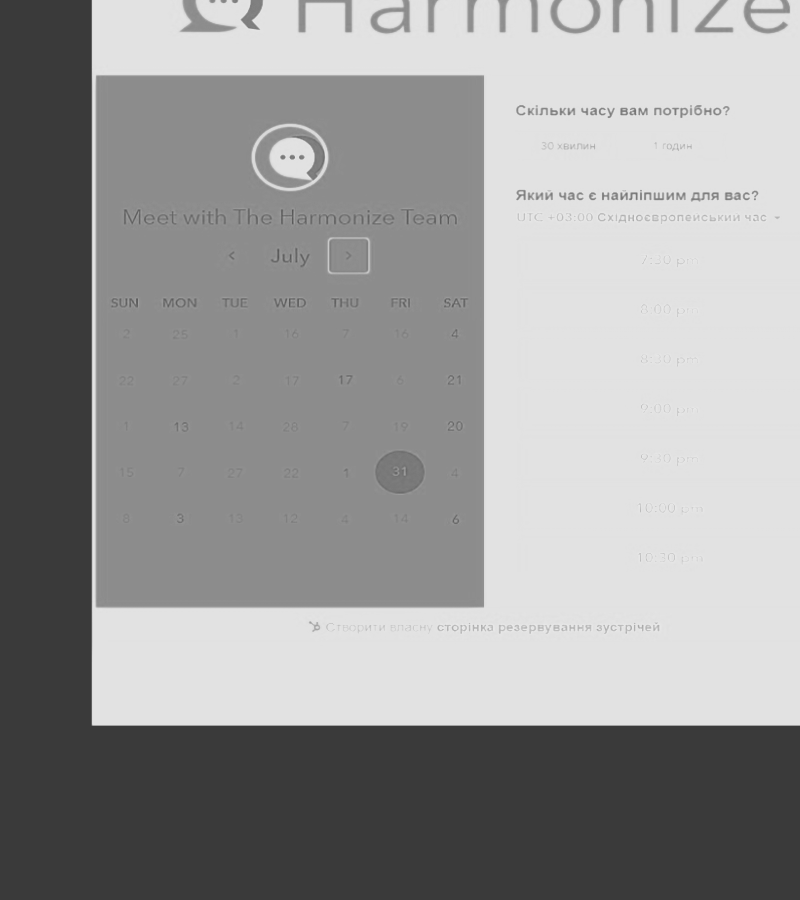 Harmonize
Meet with The Harmonize Team
July
SUN MON TUE WED THU FRI SAT
2 25 1 16 7 16 4
22 27 2 17 17 6 21
1 13 14 28 7 19 20
15 7 27 22 1 31 4
8 3 13 12 4 14 6
Скільки часу вам потрібно?
30 хвилин 1 годин
Який час є найліпшим для вас?
UTC +03:00 Східноєвропейський час
7:30 pm
8:00 pm
8:30 pm
9:00 pm
9:30 pm
10:00 pm
10:30 pm
Створити власну сторінка резервування зустрічей